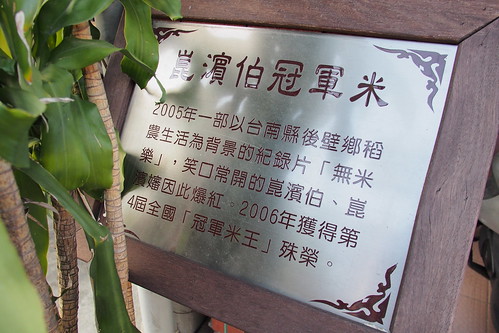 崑濱伯冠軍米
2005年一部以台南縣後壁鄉稻
農生活為背景的紀錄片「無米
樂」，笑口常開的崑濱伯、崑
濱嬸因此爆紅、2006年獲得第
4屆全國「冠軍米王」殊榮。